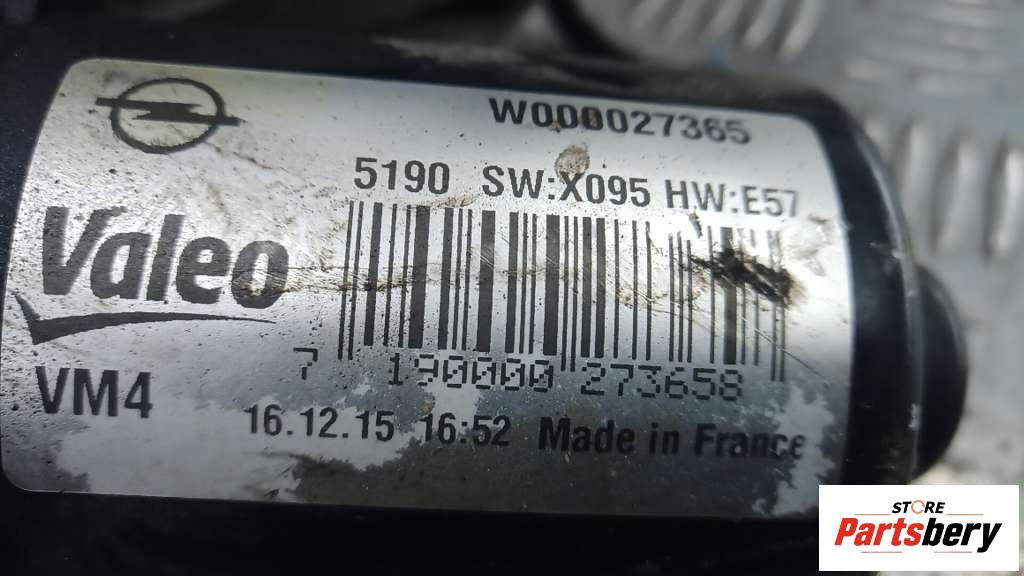 W000027365
5190 SW:X095 HW:E57
Valeo
7 190000 273658
VM4
16.12.15 16:52 Made in France
STORE
Partsbery